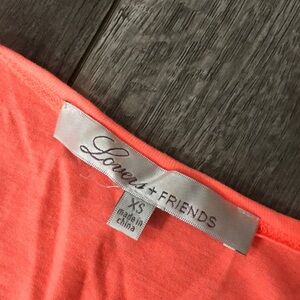 Lovers + FRIENDS
XS
made in
china